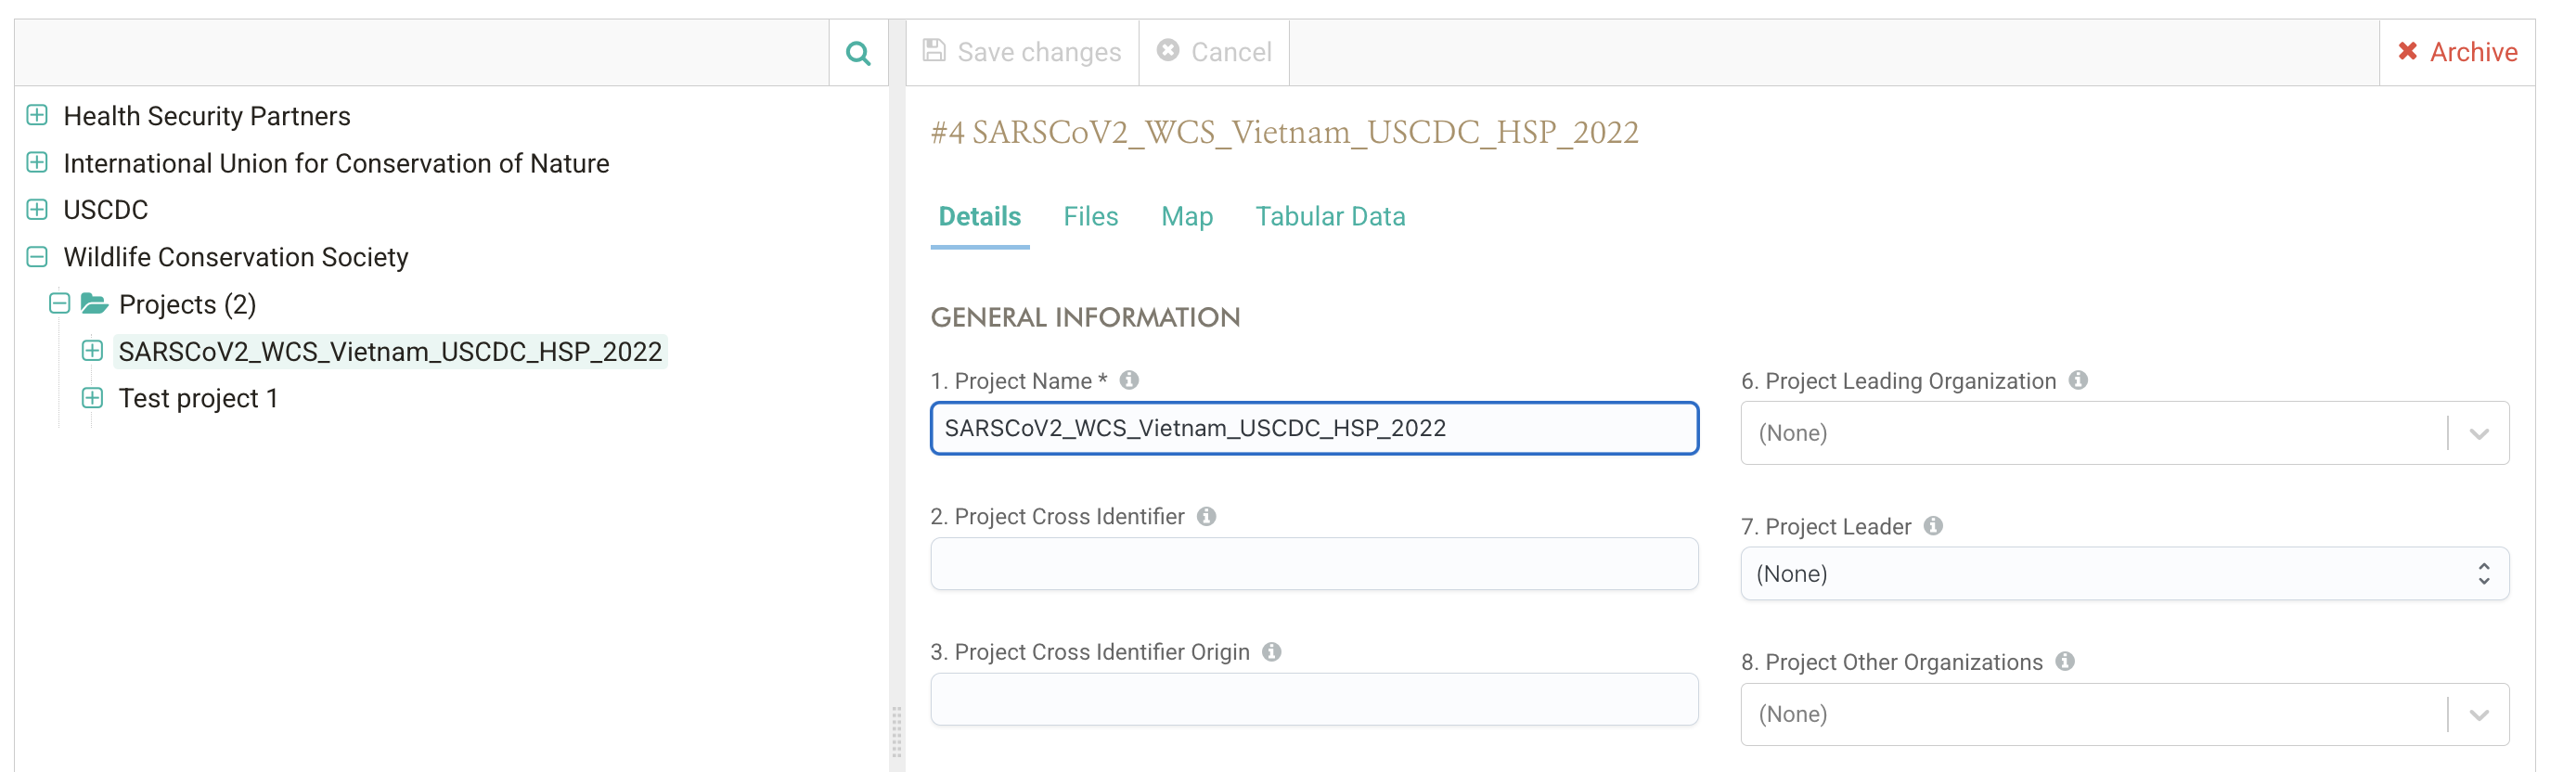 Save changes
Cancel
Archive
Health Security Partners
International Union for Conservation of Nature
USCDC
Wildlife Conservation Society
Projects (2)
SARSCoV2_WCS_Vietnam_USCDC_HSP_2022
Test project 1
#4 SARSCoV2_WCS_Vietnam_USCDC_HSP_2022
Details Files Map Tabular Data
GENERAL INFORMATION
1. Project Name *
SARSCoV2_WCS_Vietnam_USCDC_HSP_2022
2. Project Cross Identifier
3. Project Cross Identifier Origin
6. Project Leading Organization
(None)
7. Project Leader
(None)
8. Project Other Organizations
(None)